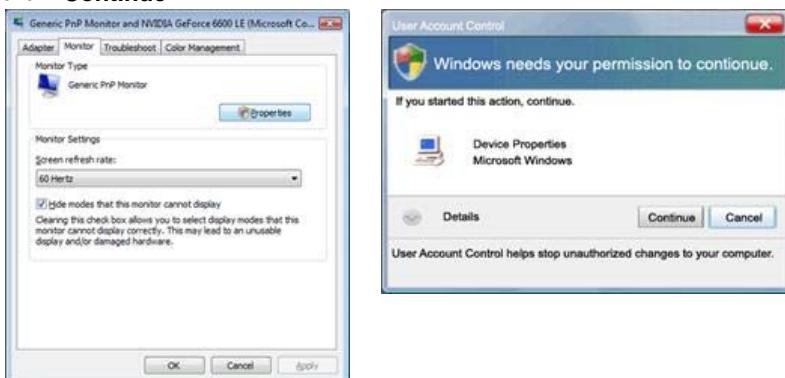 Continue
Generic PnP Monitor and NVIDIA GeForce 6600 LE (Microsoft Co...
Adapter Monitor Troubleshoot Color Management
Monitor Type
Generic PnP Monitor
Properties
Monitor Settings
Screen refresh rate:
60 Hertz
Hide modes that this monitor cannot display
Clearing this check box allows you to select display modes that this
monitor cannot display correctly. This may lead to an unusable
display and/or damaged hardware.
OK Cancel Apply
User Account Control
Windows needs your permission to contionue.
If you started this action, continue.
Device Properties
Microsoft Windows
Details Continue Cancel
User Account Control helps stop unauthorized changes to your computer.